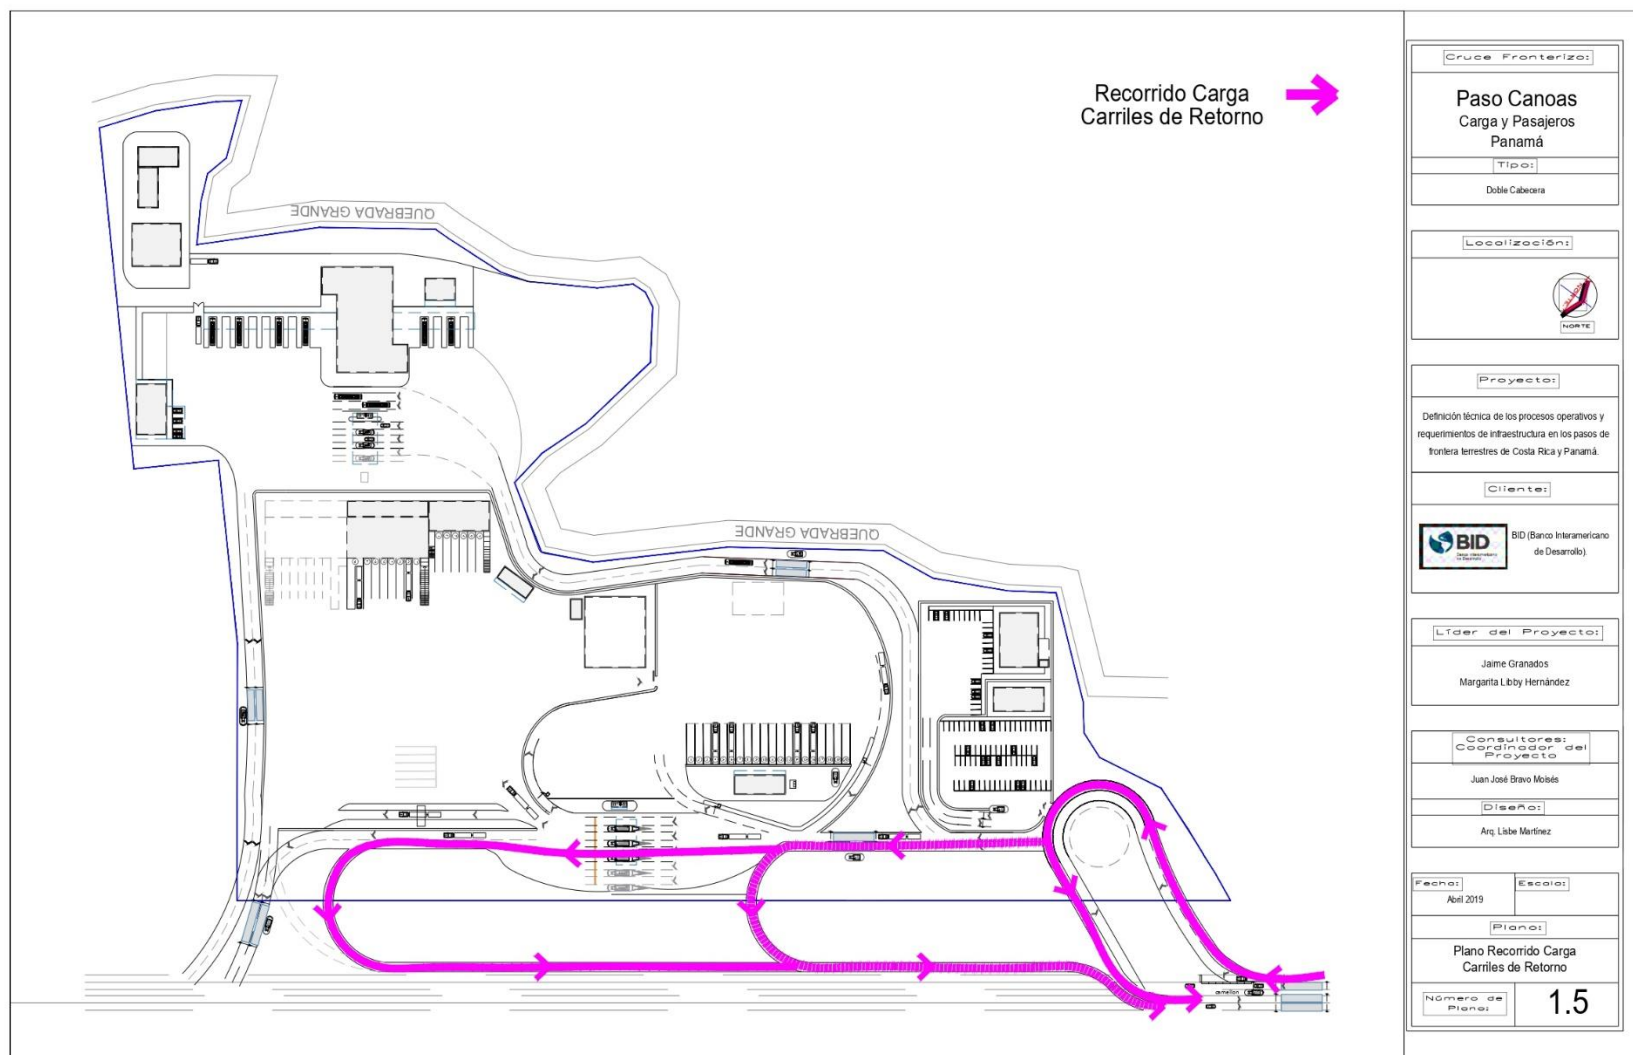 Recorrido Carga
Carriles de Retorno
QUEBRADA GRANDE
QUEBRADA GRANDE
camellon
Cruce Fronterizo:
Paso Canoas
Carga y Pasajeros
Panamá
Tipo:
Doble Cabecera
Localización:
NORTE
Proyecto:
Definición técnica de los procesos operativos y
requerimientos de infraestructura en los pasos de
frontera terrestres de Costa Rica y Panamá.
Cliente:
BID
BID (Banco Interamericano
de Desarrollo).
Líder del Proyecto:
Jaime Granados
Margarita Libby Hernández
Consultores:
Coordinador del
Proyecto
Juan José Bravo Moisés
Diseño:
Arq. Lisbe Martínez
Fecha:
Escala:
Abril 2019
Plano:
Plano Recorrido Carga
Carriles de Retorno
Número de
Plano:
1.5